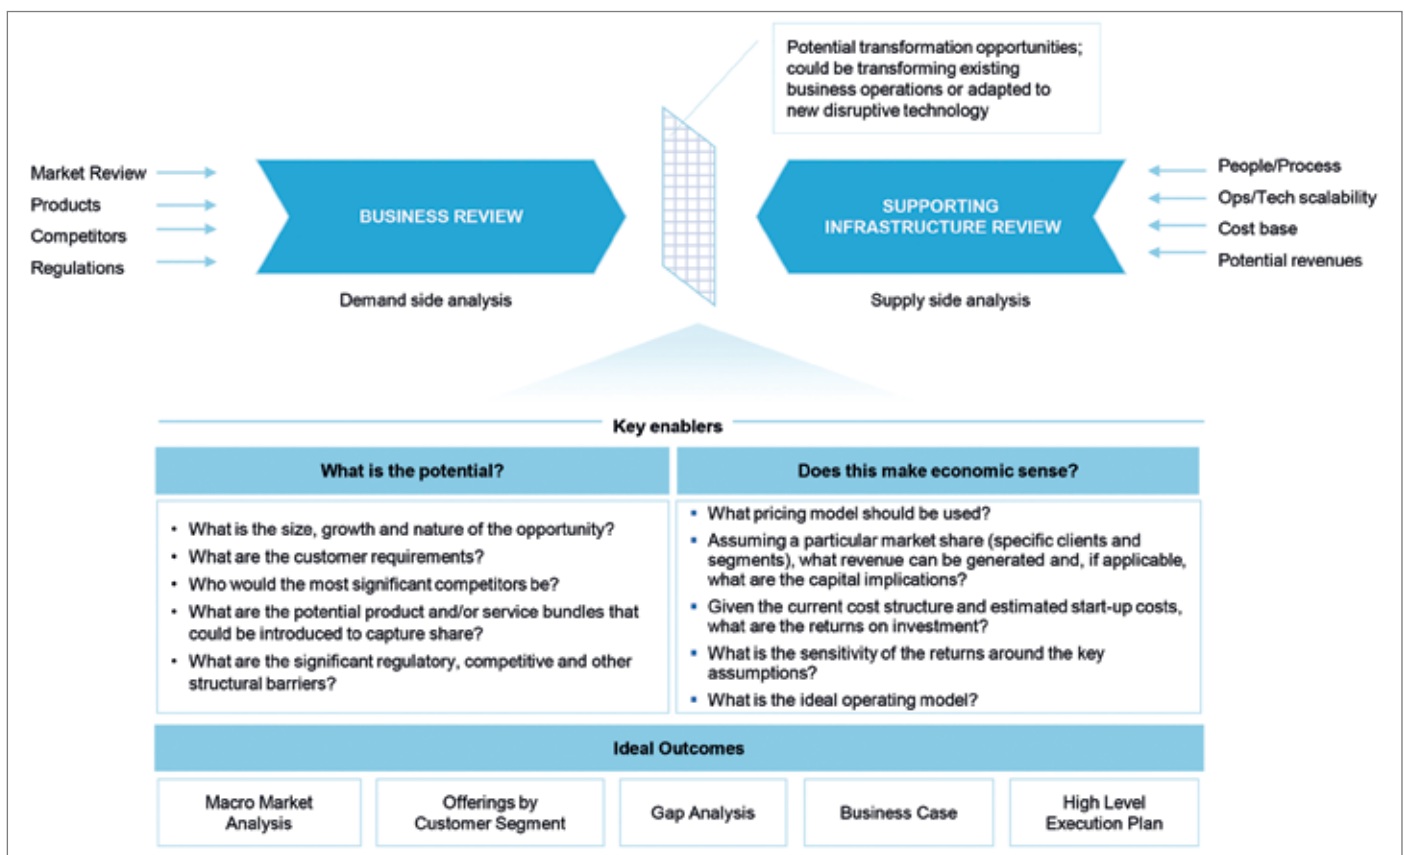 Potential transformation opportunities;
could be transforming existing
business operations or adapted to
new disruptive technology
Market Review
Products
Competitors
Regulations
BUSINESS REVIEW
Demand side analysis
SUPPORTING
INFRASTRUCTURE REVIEW
Supply side analysis
People/Process
Ops/Tech scalability
Cost base
Potential revenues
Key enablers
What is the potential?
• What is the size, growth and nature of the opportunity?
• What are the customer requirements?
• Who would the most significant competitors be?
• What are the potential product and/or service bundles that
could be introduced to capture share?
• What are the significant regulatory, competitive and other
structural barriers?
Does this make economic sense?
▪ What pricing model should be used?
▪ Assuming a particular market share (specific clients and
segments), what revenue can be generated and, if applicable,
what are the capital implications?
▪ Given the current cost structure and estimated start-up costs,
what are the returns on investment?
▪ What is the sensitivity of the returns around the key
assumptions?
▪ What is the ideal operating model?
Ideal Outcomes
Macro Market
Analysis
Offerings by
Customer Segment
Gap Analysis
Business Case
High Level
Execution Plan